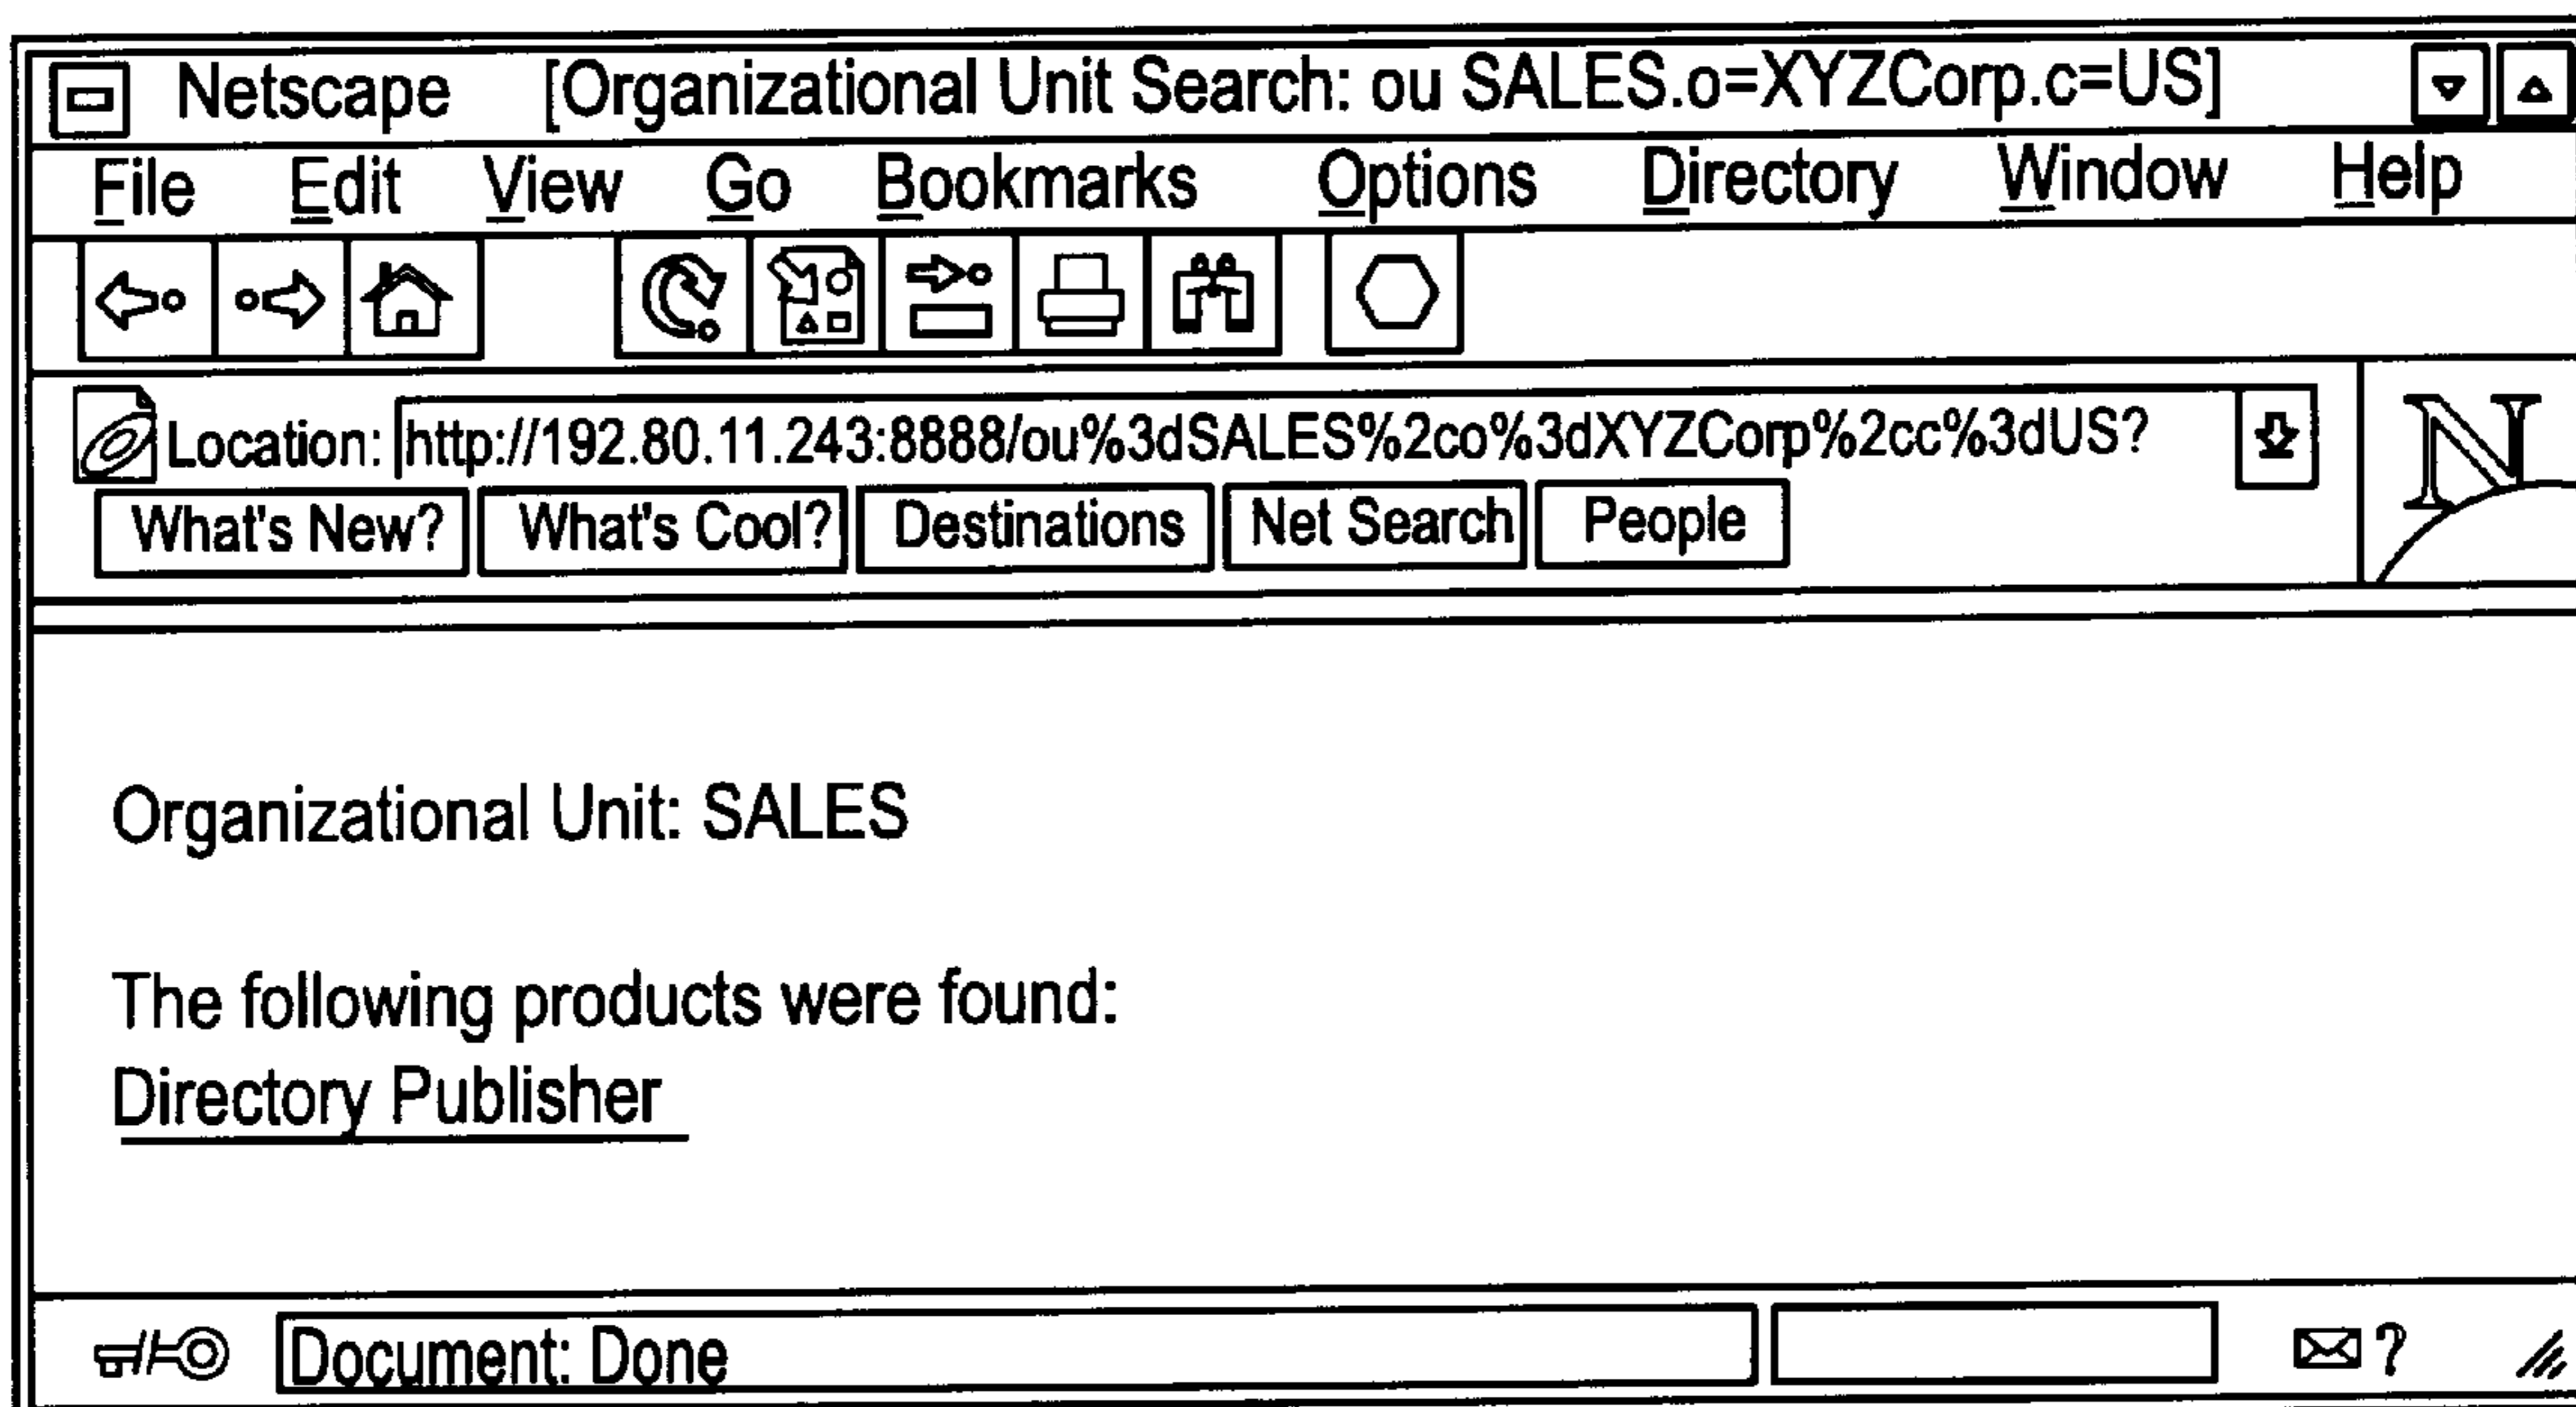 Netscape [Organizational Unit Search: ou SALES.o=XYZCorp.c=US]
File Edit View Go Bookmarks Options Directory Window Help
Location: http://192.80.11.243:8888/ou%3dSALES%2co%3dXYZCorp%2cc%3dUS?
N
What's New? What's Cool? Destinations Net Search People
Organizational Unit: SALES
The following products were found:
Directory Publisher
Document: Done ?